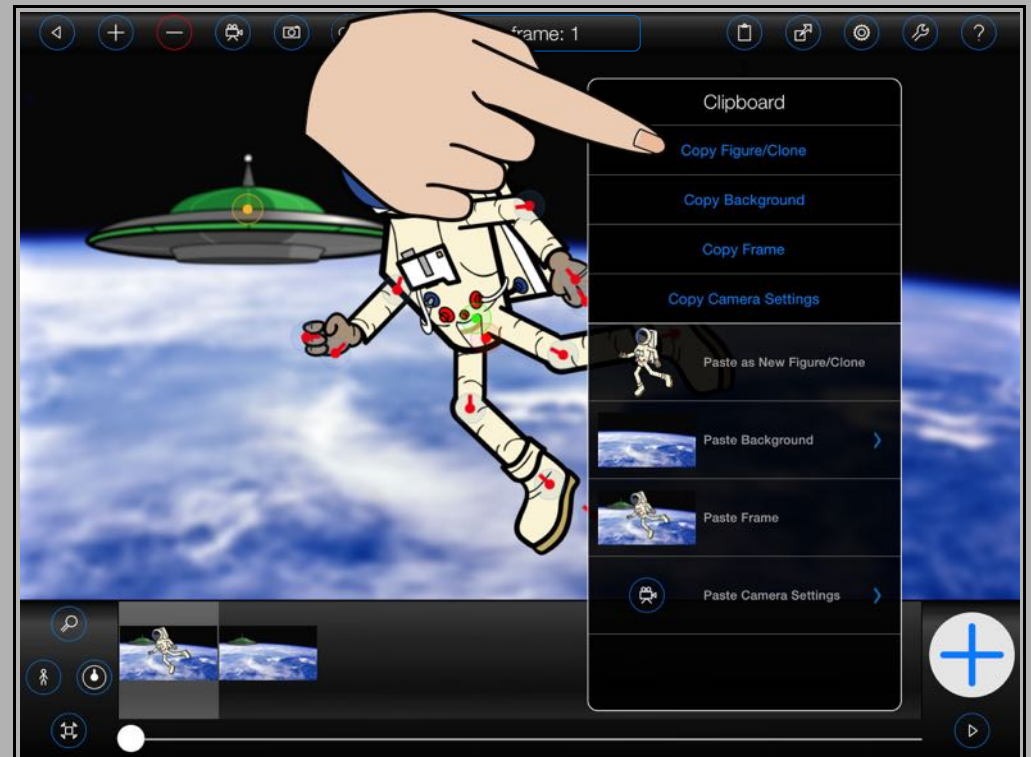 frame: 1
?
Clipboard
Copy Figure/Clone
Copy Background
Copy Frame
Copy Camera Settings
Paste as New Figure/Clone
Paste Background
Paste Frame
Paste Camera Settings